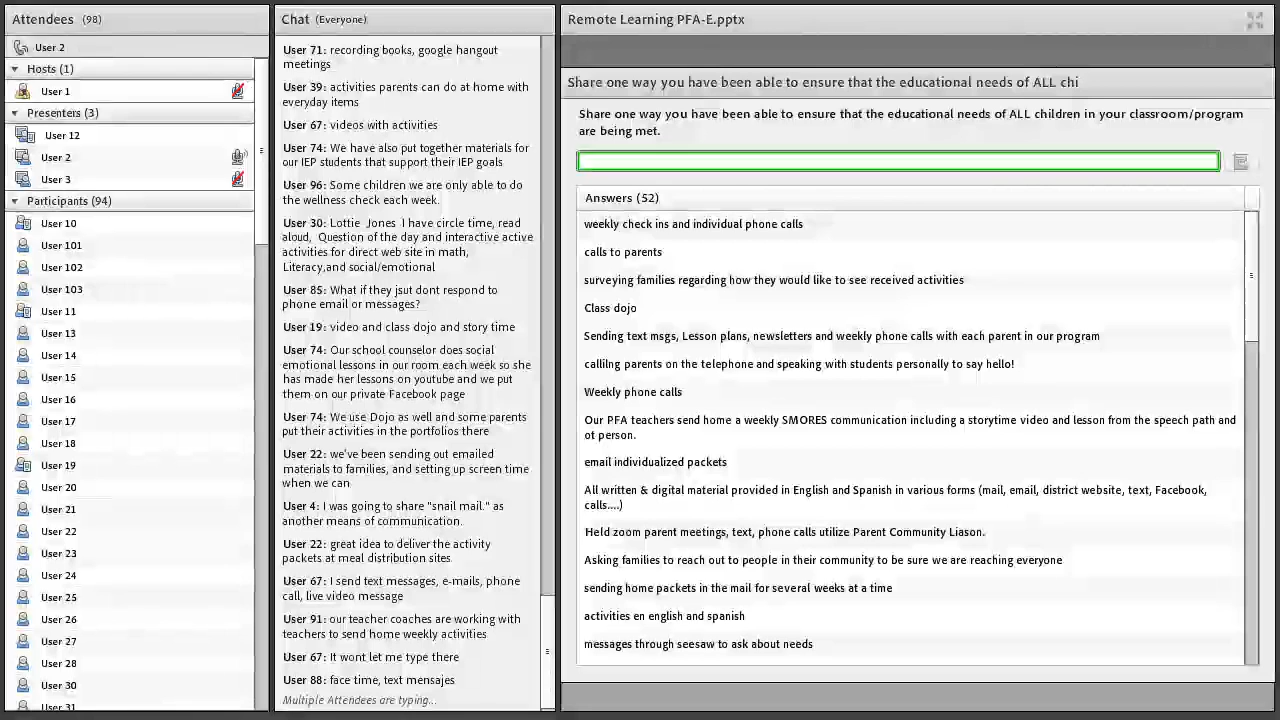 Attendees (98)
User 2
Hosts (1)
User 1
Presenters (3)
User 12
User 2
User 3
Participants (94)
User 10
User 101
User 102
User 103
User 11
User 13
User 14
User 15
User 16
User 17
User 18
User 19
User 20
User 21
User 22
User 23
User 24
User 25
User 26
User 27
User 28
User 30
User 31
Chat (Everyone)
User 71: recording books, google hangout
meetings
User 39: activities parents can do at home with
everyday items
User 67: videos with activities
User 74: We have also put together materials for
our IEP students that support their IEP goals
User 96: Some children we are only able to do
the wellness check each week.
User 30: Lottie Jones I have circle time, read
aloud, Question of the day and interactive active
activities for direct web site in math,
Literacy,and social/emotional
User 85: What if they jsut dont respond to
phone email or messages?
User 19: video and class dojo and story time
User 74: Our school counselor does social
emotional lessons in our room each week so she
has made her lessons on youtube and we put
them on our private Facebook page
User 74: We use Dojo as well and some parents
put their activities in the portfolios there
User 22: we've been sending out emailed
materials to families, and setting up screen time
when we can
User 4: I was going to share "snail mail." as
another means of communication.
User 22: great idea to deliver the activity
packets at meal distribution sites
User 67: I send text messages, e-mails, phone
call, live video message
User 91: our teacher coaches are working with
teachers to send home weekly activities
User 67: It wont let me type there
User 88: face time, text mensajes
Multiple Attendees are typing...
Remote Learning PFA-E.pptx
Share one way you have been able to ensure that the educational needs of ALL chi
Share one way you have been able to ensure that the educational needs of ALL children in your classroom/program
are being met.
Answers (52)
weekly check ins and individual phone calls
calls to parents
surveying families regarding how they would like to see received activities
Class dojo
Sending text msgs, Lesson plans, newsletters and weekly phone calls with each parent in our program
callilng parents on the telephone and speaking with students personally to say hello!
Weekly phone calls
Our PFA teachers send home a weekly SMORES communication including a storytime video and lesson from the speech path and
ot person.
email individualized packets
All written & digital material provided in English and Spanish in various forms (mail, email, district website, text, Facebook,
calls....)
Held zoom parent meetings, text, phone calls utilize Parent Community Liason.
Asking families to reach out to people in their community to be sure we are reaching everyone
sending home packets in the mail for several weeks at a time
activities en english and spanish
messages through seesaw to ask about needs